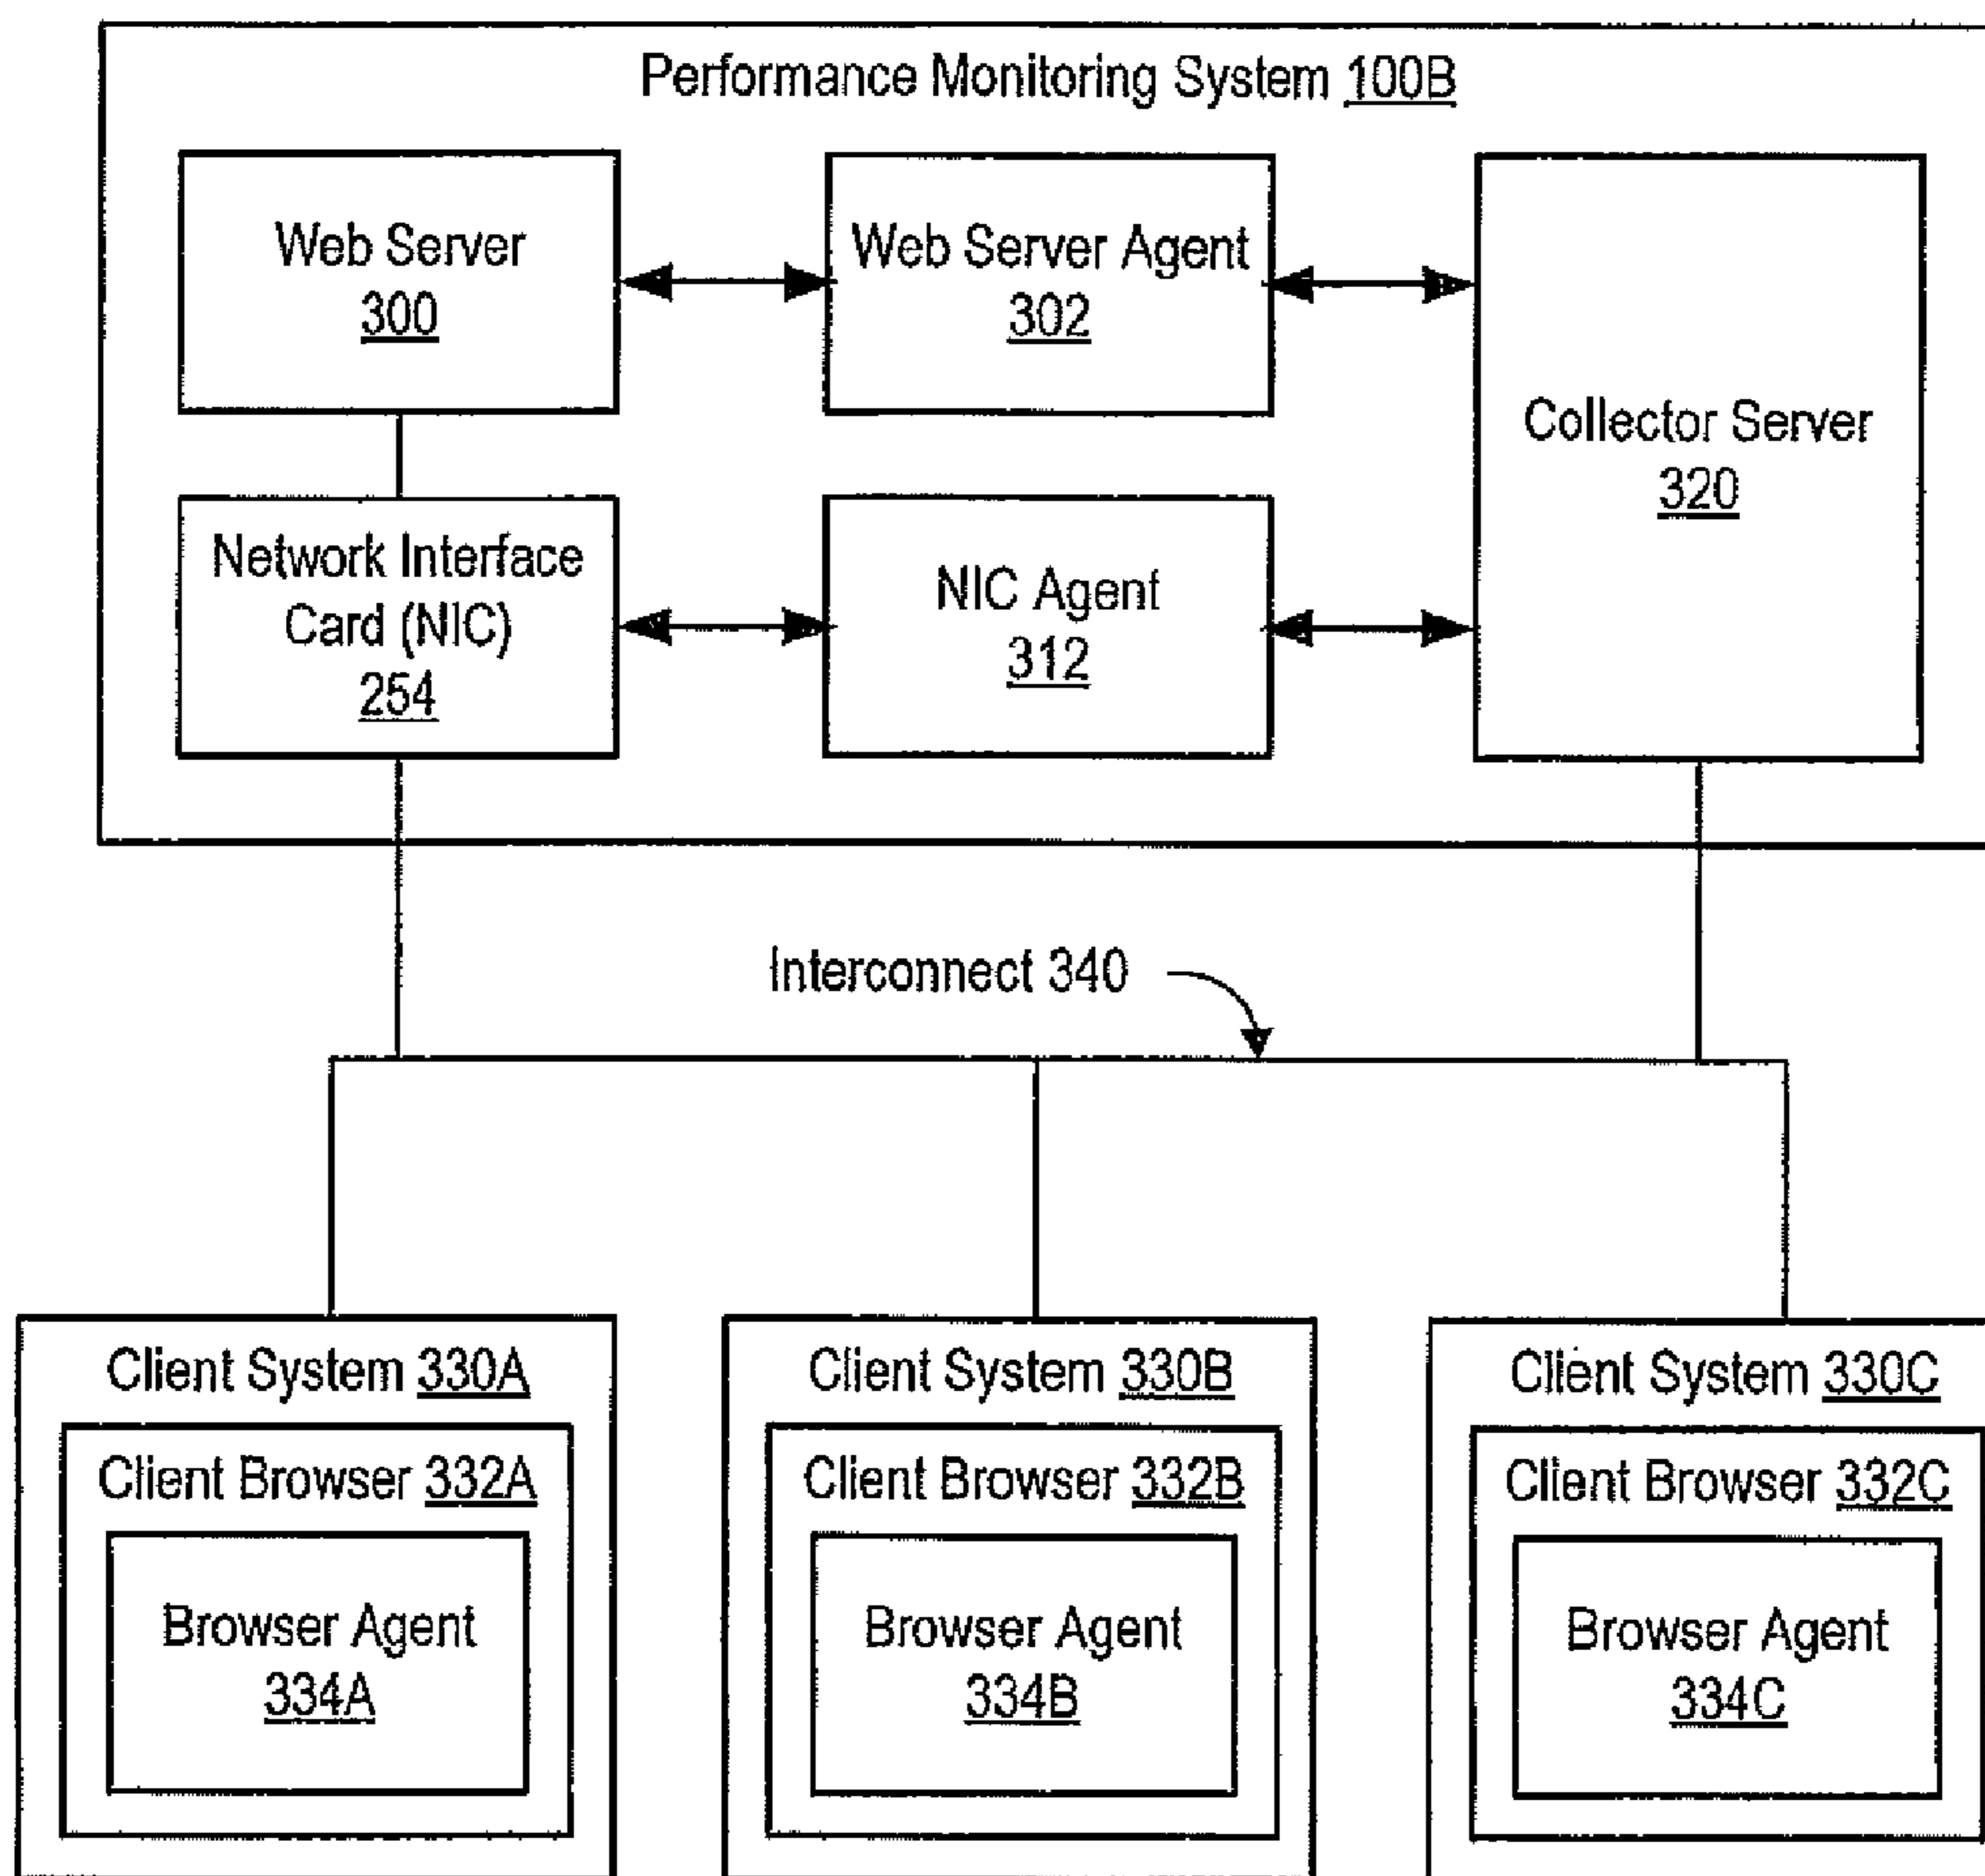 Performance Monitoring System 100B
Web Server
300
Web Server Agent
302
Collector Server
320
Network Interface
Card (NIC)
254
NIC Agent
312
Interconnect 340
Client System 330A
Client Browser 332A
Browser Agent
334A
Client System 330B
Client Browser 332B
Browser Agent
334B
Client System 330C
Client Browser 332C
Browser Agent
334C